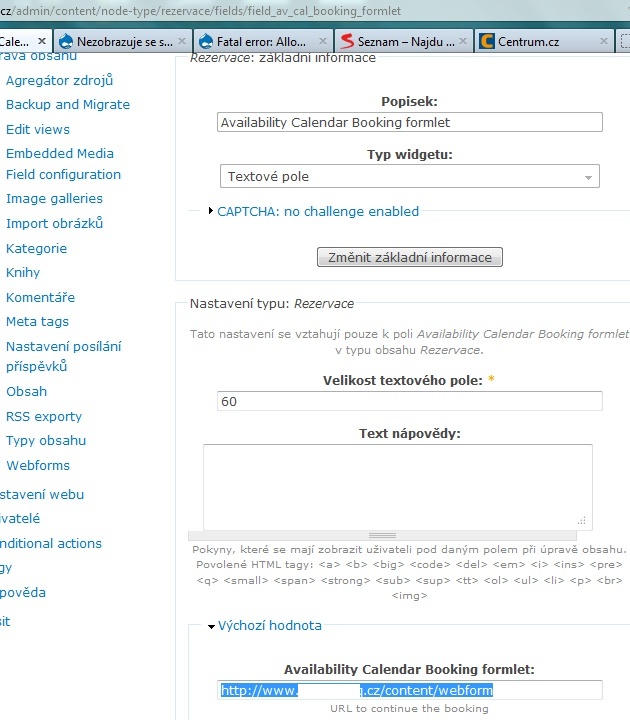 cz/admin/content/node-type/rezervace/fields/field_av_cal_booking_formlet
Cale... Nezobrazuje se s... Fatal error: Allo... Seznam – Najdu ... Centrum.cz
ráva obsahu
Agregátor zdrojů
Backup and Migrate
Edit views
Embedded Media
Field configuration
Image galleries
Import obrázků
Kategorie
Knihy
Komentáře
Meta tags
Nastavení posílání
příspěvků
Obsah
RSS exporty
Typy obsahu
Webforms
stavení webu
ivatelé
nditional actions
gy
pověda
sit
Rezervace: základní informace
Popisek:
Availability Calendar Booking formlet
Typ widgetu:
Textové pole
CAPTCHA: no challenge enabled
Změnit základní informace
Nastavení typu: Rezervace
Tato nastavení se vztahují pouze k poli Availability Calendar Booking formlet
v typu obsahu Rezervace.
Velikost textového pole: *
60
Text nápovědy:
Pokyny, které se mají zobrazit uživateli pod daným polem při úpravě obsahu.
Povolené HTML tagy: <a> <b> <big> <code> <del> <em> <i> <ins> <pre>
<q> <small> <span> <strong> <sub> <sup> <tt> <ol> <ul> <li> <p> <br>
<img>
Výchozí hodnota
Availability Calendar Booking formlet:
http://www. g.cz/content/webform
URL to continue the booking